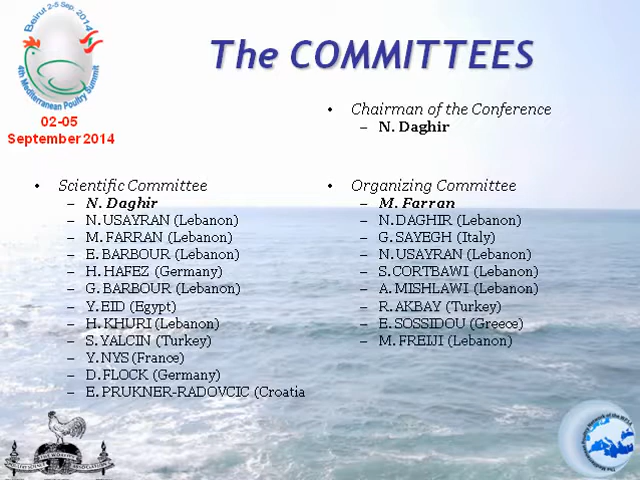 Beirut 2-5 Sep. 2014
4th Mediterranean Poultry Summit
02-05
September 2014
The COMMITTEES
• Chairman of the Conference
– N. Daghir
• Scientific Committee
– N. Daghir
– N. USAYRAN (Lebanon)
– M. FARRAN (Lebanon)
– E. BARBOUR (Lebanon)
– H. HAFEZ (Germany)
– G. BARBOUR (Lebanon)
– Y. EID (Egypt)
– H. KHURI (Lebanon)
– S. YALCIN (Turkey)
– Y. NYS (France)
– D. FLOCK (Germany)
– E. PRUKNER-RADOVCIC (Croatia
• Organizing Committee
– M. Farran
– N. DAGHIR (Lebanon)
– G. SAYEGH (Italy)
– N. USAYRAN (Lebanon)
– S. CORTBAWI (Lebanon)
– A. MISHLAWI (Lebanon)
– R. AKBAY (Turkey)
– E. SOSSIDOU (Greece)
– M. FREIJI (Lebanon)